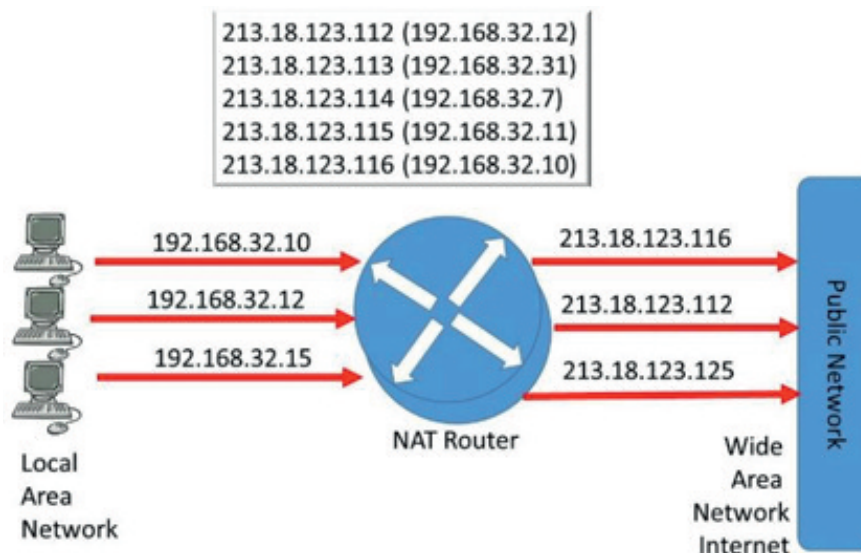 213.18.123.112 (192.168.32.12)
213.18.123.113 (192.168.32.31)
213.18.123.114 (192.168.32.7)
213.18.123.115 (192.168.32.11)
213.18.123.116 (192.168.32.10)
192.168.32.10
213.18.123.116
192.168.32.12
213.18.123.112
192.168.32.15
213.18.123.125
NAT Router
Local
Area
Network
Wide
Area
Network
Internet
Public Network